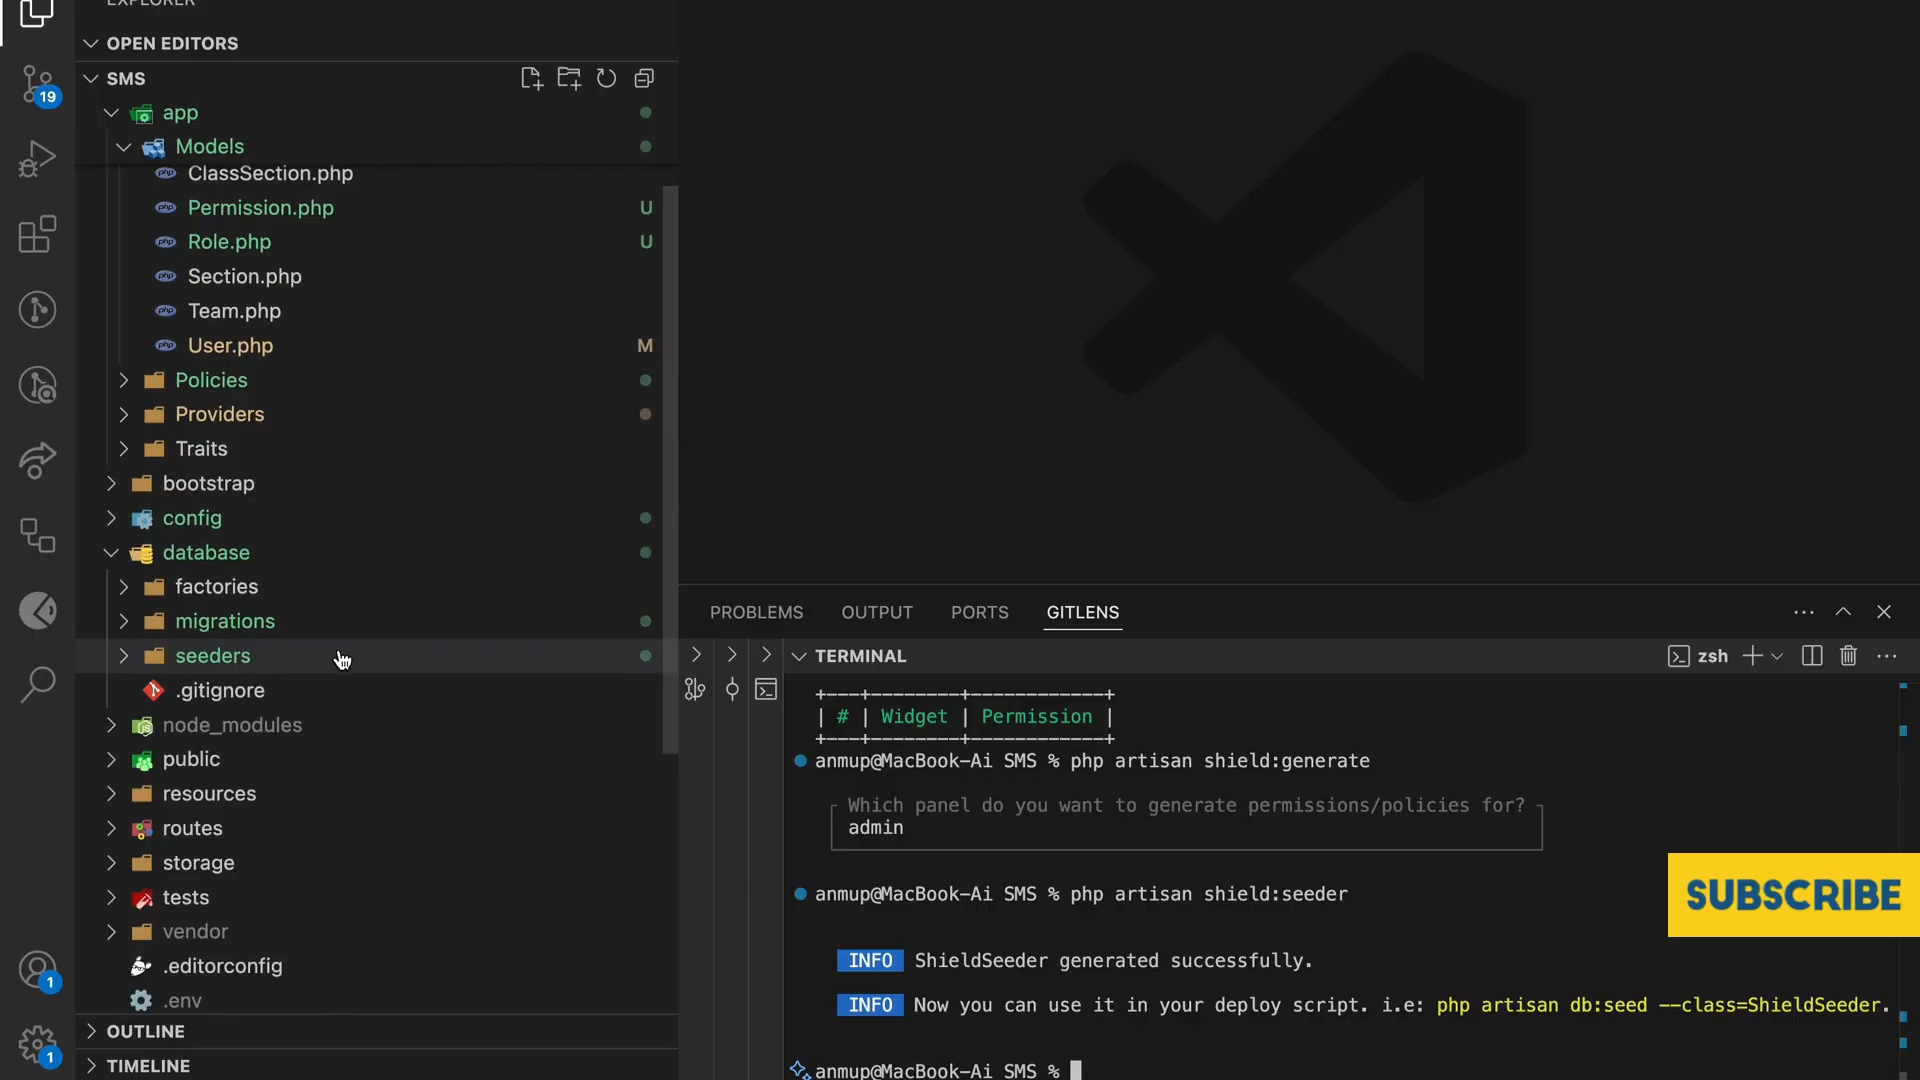 EXPLORER
OPEN EDITORS
SMS
19
app
Models
ClassSection.php
Permission.php U
Role.php U
Section.php
Team.php
User.php M
Policies
Providers
Traits
bootstrap
config
database
factories
migrations
seeders
.gitignore
node_modules
public
resources
routes
storage
tests
vendor
.editorconfig
.env
1
OUTLINE
1
TIMELINE
PROBLEMS OUTPUT PORTS GITLENS
TERMINAL zsh
+---+--------+------------+
| # | Widget | Permission |
+---+--------+------------+
anmup@MacBook-Ai SMS % php artisan shield:generate
Which panel do you want to generate permissions/policies for?
admin
anmup@MacBook-Ai SMS % php artisan shield:seeder
INFO ShieldSeeder generated successfully.
INFO Now you can use it in your deploy script. i.e: php artisan db:seed --class=ShieldSeeder.
anmup@MacBook-Ai SMS %
SUBSCRIBE